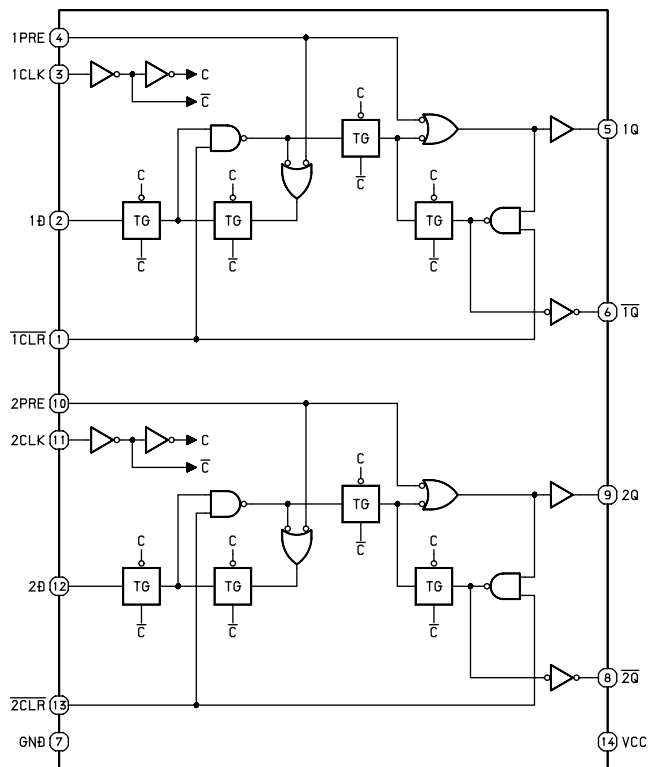 1PRE 4
1CLK 3 C
C̅
C
TG 5 1Q
C̅
C C C
1D 2 TG TG TG
C̅ C̅ C̅
6 1Q̅
1CLR 1
2PRE 10
2CLK 11 C
C̅
C
TG 9 2Q
C̅
C C C
2D 12 TG TG TG
C̅ C̅ C̅
8 2Q̅
2CLR 13
GND 7 14 VCC